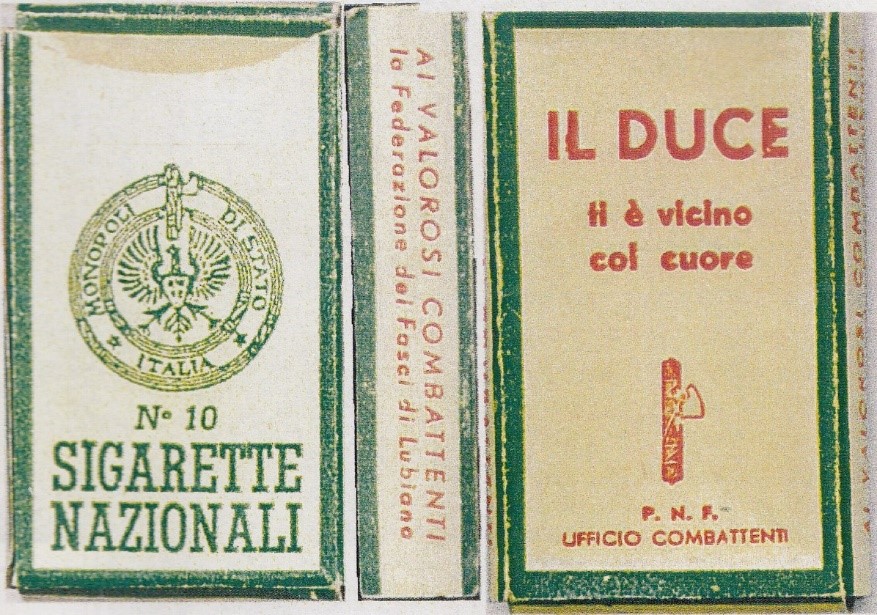 MONOPOLI DI STATO
ITALIA
N° 10
SIGARETTE
NAZIONALI
AI VALOROSI COMBATTENTI
la Federazione dei Fasci di Lubiana
IL DUCE
ti è vicino
col cuore
P. N. F.
UFFICIO COMBATTENTI
AI VALOROSI COMBATTENTI